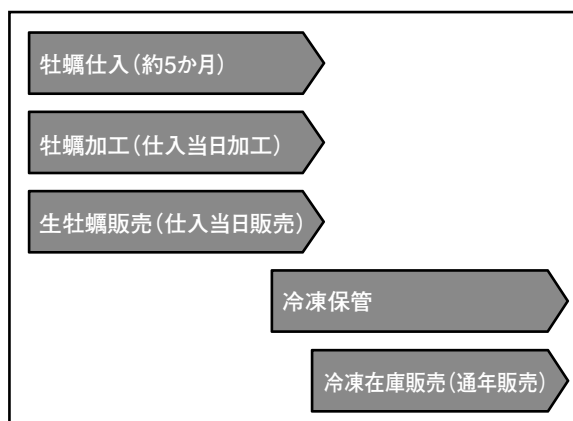 牡蠣仕入（約5か月）
牡蠣加工（仕入当日加工）
生牡蠣販売（仕入当日販売）
冷凍保管
冷凍在庫販売（通年販売）